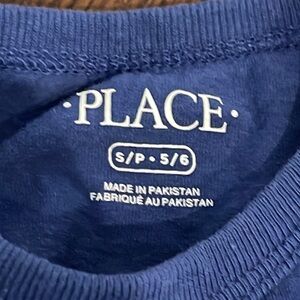 ·PLACE·
S/P · 5/6
MADE IN PAKISTAN
FABRIQUÉ AU PAKISTAN